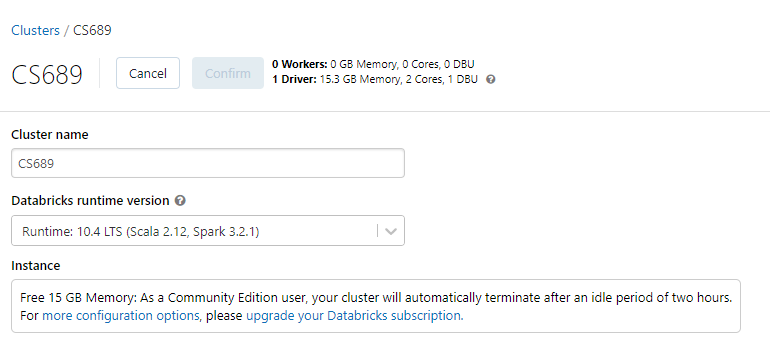 Clusters / CS689
CS689
Cancel
Confirm
0 Workers: 0 GB Memory, 0 Cores, 0 DBU
1 Driver: 15.3 GB Memory, 2 Cores, 1 DBU ?
Cluster name
CS689
Databricks runtime version ?
Runtime: 10.4 LTS (Scala 2.12, Spark 3.2.1)
Instance
Free 15 GB Memory: As a Community Edition user, your cluster will automatically terminate after an idle period of two hours.
For more configuration options, please upgrade your Databricks subscription.